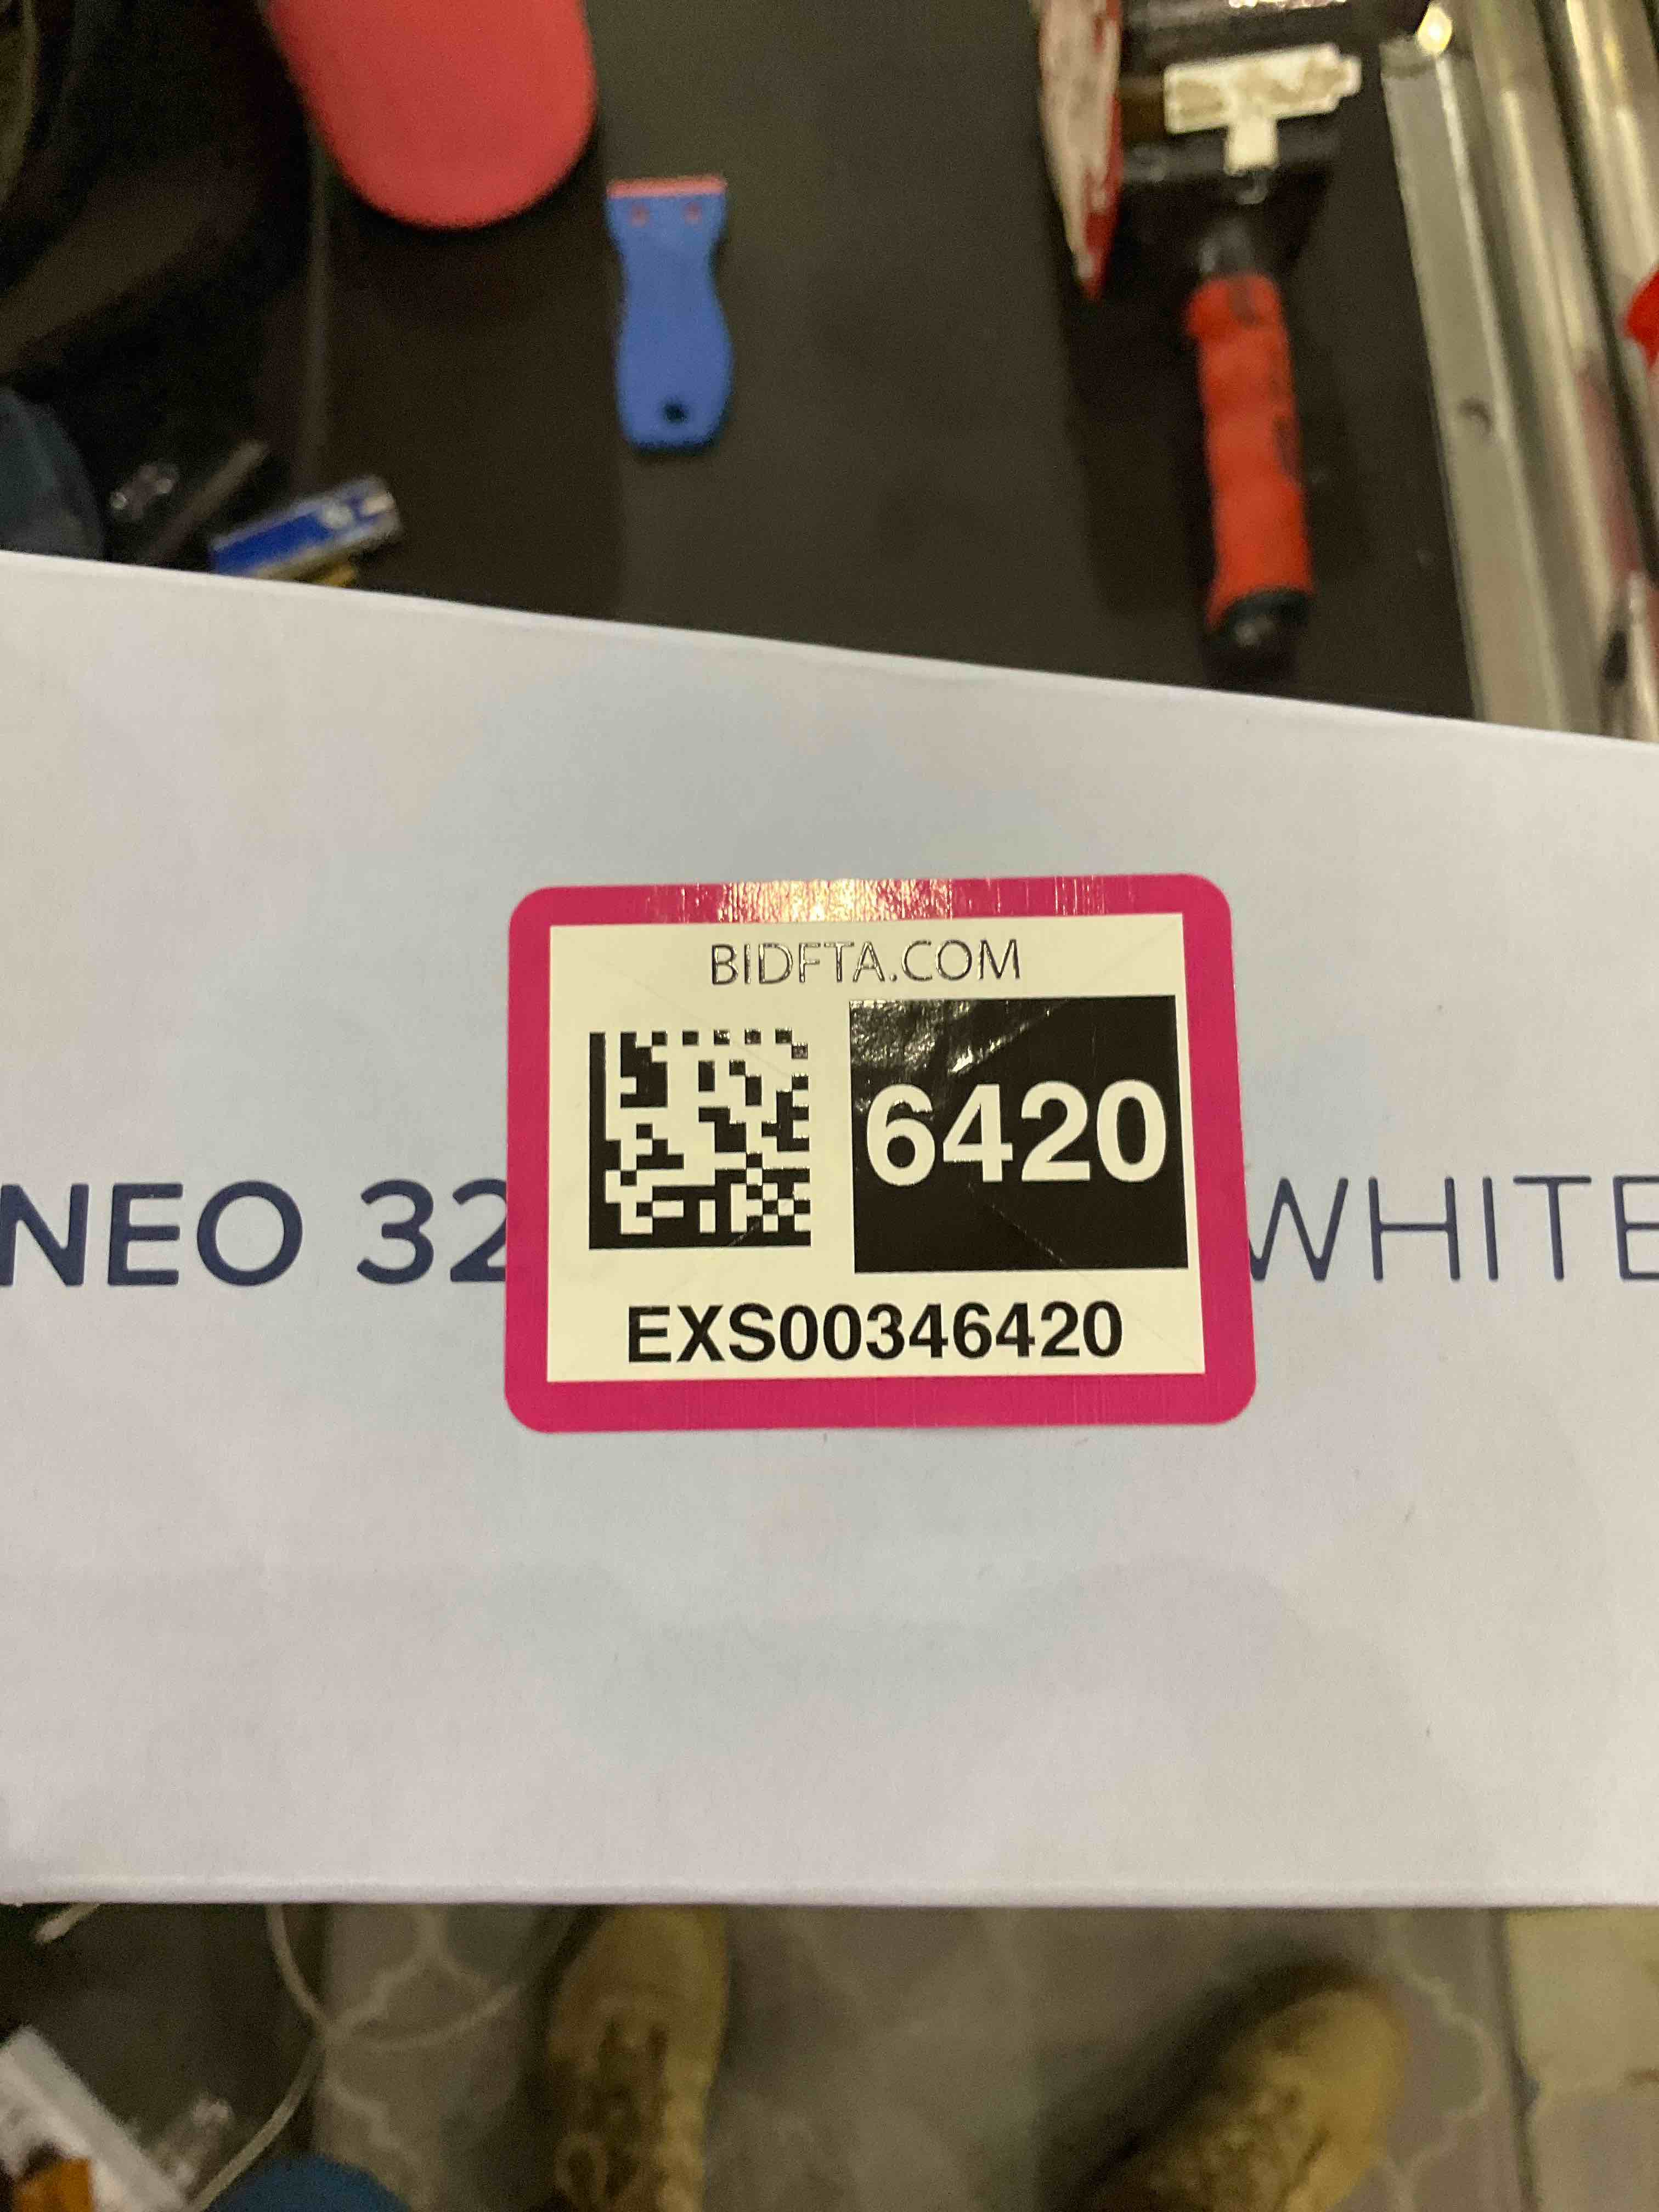 BIDFTA.COM
6420
NEO 32 WHITE
EXS00346420